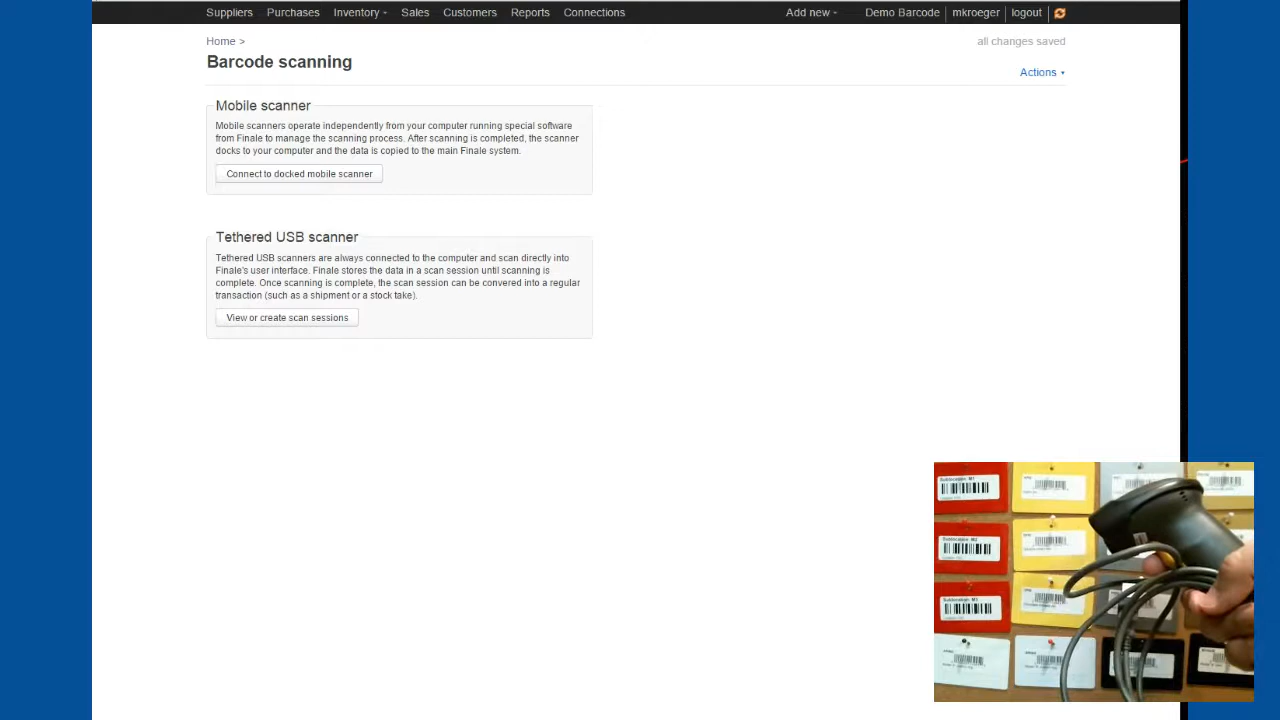 Suppliers Purchases Inventory Sales Customers Reports Connections Add new Demo Barcode mkroeger logout
Home > all changes saved
Barcode scanning
Actions
Mobile scanner
Mobile scanners operate independently from your computer running special software
from Finale to manage the scanning process. After scanning is completed, the scanner
docks to your computer and the data is copied to the main Finale system.
Connect to docked mobile scanner
Tethered USB scanner
Tethered USB scanners are always connected to the computer and scan directly into
Finale's user interface. Finale stores the data in a scan session until scanning is
complete. Once scanning is complete, the scan session can be convered into a regular
transaction (such as a shipment or a stock take).
View or create scan sessions
Sublocation: M1
Sublocation: M2